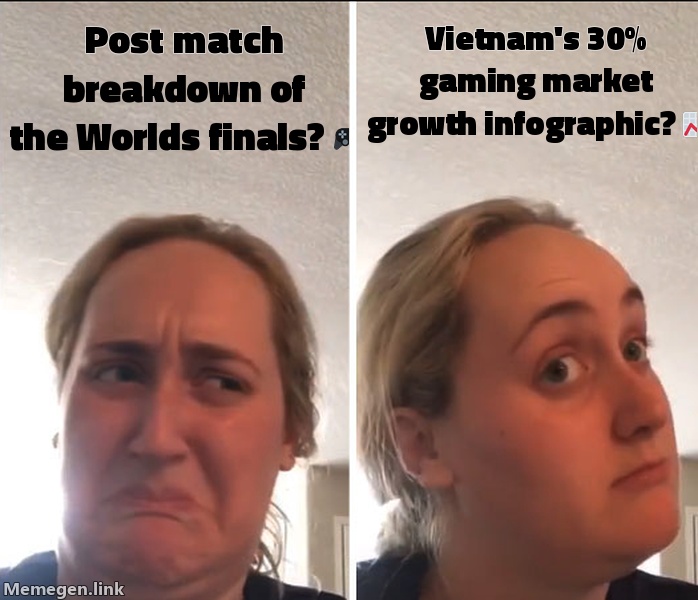 Post match
breakdown of
the Worlds finals? 🎮
Vietnam's 30%
gaming market
growth infographic? 📈
Memegen.link